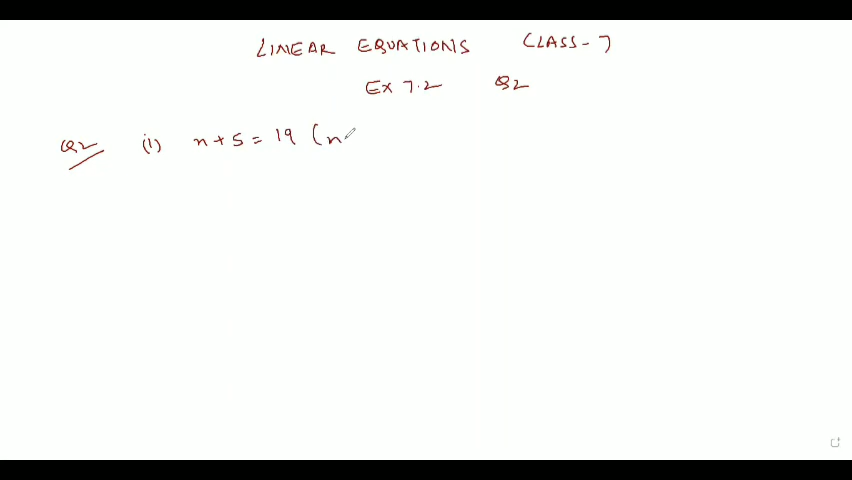 LINEAR EQUATIONS CLASS-7
Ex 7.2 Q2
Q2 (i) n+5=19 (n